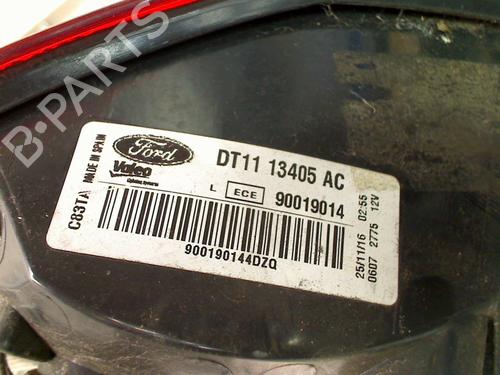 B-PARTS
Ford
DT11 13405 AC
Valeo
L ECE 90019014
900190144DZQ
C83TA
MADE IN SPAIN
25/11/16 02:55
0607 2775 12V